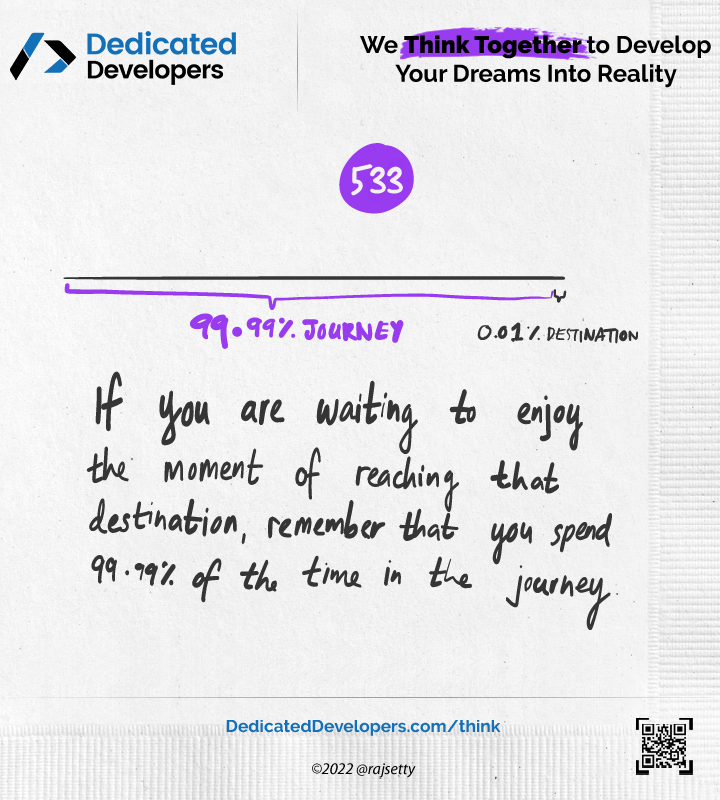 Dedicated
Developers
We Think Together to Develop
Your Dreams Into Reality
533
99.99% JOURNEY
0.01% DESTINATION
If you are waiting to enjoy
the moment of reaching that
destination, remember that you spend
99.99% of the time in the journey
DedicatedDevelopers.com/think
©2022 @rajsetty